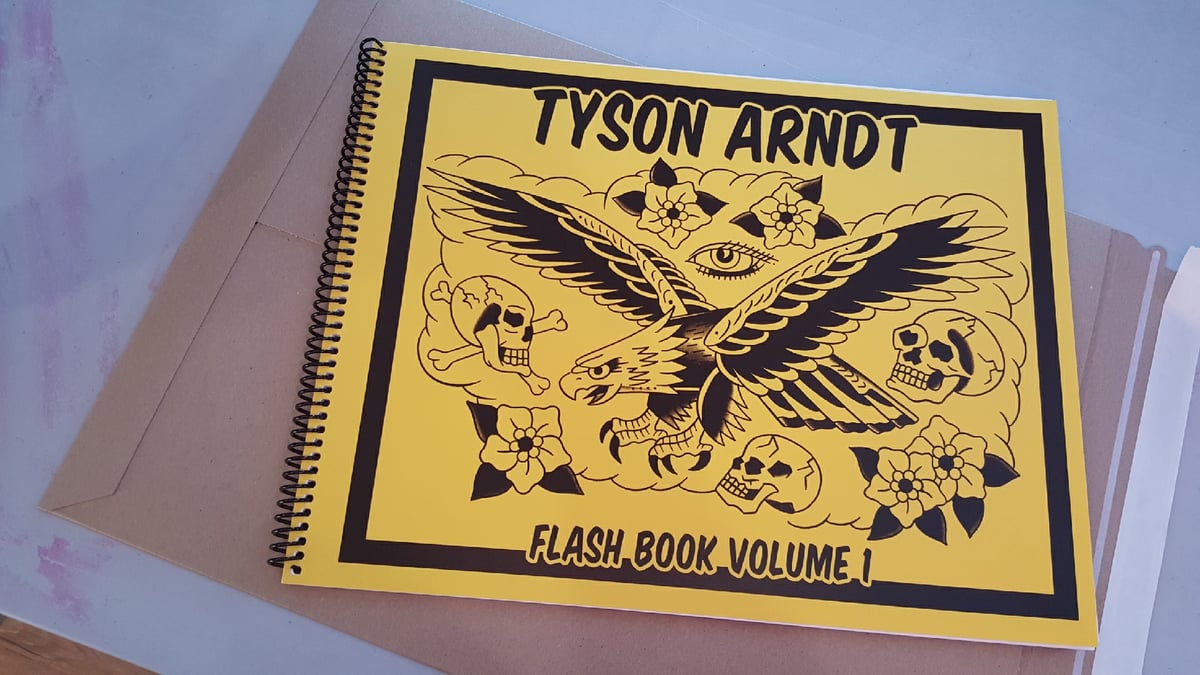 TYSON ARNDT
FLASH BOOK VOLUME 1